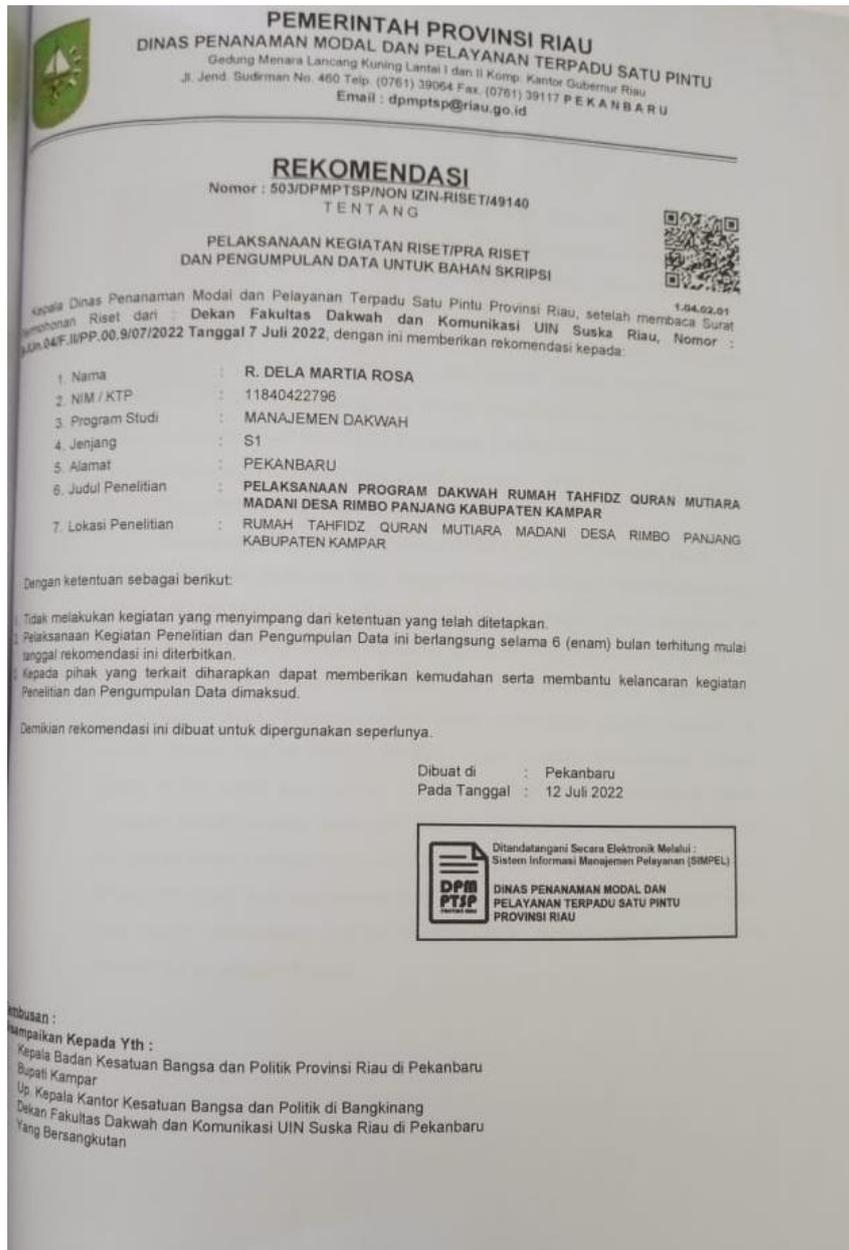 PEMERINTAH PROVINSI RIAU
DINAS PENANAMAN MODAL DAN PELAYANAN TERPADU SATU PINTU
Gedung Menara Lancang Kuning Lantai I dan II Komp. Kantor Gubernur Riau
Jl. Jend. Sudirman No. 460 Telp. (0761) 39064 Fax. (0761) 39117 P E K A N B A R U
Email : dpmptsp@riau.go.id
REKOMENDASI
Nomor : 503/DPMPTSP/NON IZIN-RISET/49140
T E N T A N G
PELAKSANAAN KEGIATAN RISET/PRA RISET
DAN PENGUMPULAN DATA UNTUK BAHAN SKRIPSI
1.04.02.01
Kepala Dinas Penanaman Modal dan Pelayanan Terpadu Satu Pintu Provinsi Riau, setelah membaca Surat
Riset dari : Dekan Fakultas Dakwah dan Komunikasi UIN Suska Riau, Nomor :
Un.04/F.II/PP.00.9/07/2022 Tanggal 7 Juli 2022, dengan ini memberikan rekomendasi kepada:
1. Nama : R. DELA MARTIA ROSA
2. NIM / KTP : 11840422796
3. Program Studi : MANAJEMEN DAKWAH
4. Jenjang : S1
5. Alamat : PEKANBARU
6. Judul Penelitian : PELAKSANAAN PROGRAM DAKWAH RUMAH TAHFIDZ QURAN MUTIARA
MADANI DESA RIMBO PANJANG KABUPATEN KAMPAR
7. Lokasi Penelitian : RUMAH TAHFIDZ QURAN MUTIARA MADANI DESA RIMBO PANJANG
KABUPATEN KAMPAR
Dengan ketentuan sebagai berikut:
Tidak melakukan kegiatan yang menyimpang dari ketentuan yang telah ditetapkan.
Pelaksanaan Kegiatan Penelitian dan Pengumpulan Data ini berlangsung selama 6 (enam) bulan terhitung mulai
tanggal rekomendasi ini diterbitkan.
Kepada pihak yang terkait diharapkan dapat memberikan kemudahan serta membantu kelancaran kegiatan
Penelitian dan Pengumpulan Data dimaksud.
Demikian rekomendasi ini dibuat untuk dipergunakan seperlunya.
Dibuat di : Pekanbaru
Pada Tanggal : 12 Juli 2022
Ditandatangani Secara Elektronik Melalui :
Sistem Informasi Manajemen Pelayanan (SIMPEL)
DPM
PTSP
PROVINSI RIAU
DINAS PENANAMAN MODAL DAN
PELAYANAN TERPADU SATU PINTU
PROVINSI RIAU
Kepada Yth :
Kepala Badan Kesatuan Bangsa dan Politik Provinsi Riau di Pekanbaru
Bupati Kampar
Up. Kepala Kantor Kesatuan Bangsa dan Politik di Bangkinang
Dekan Fakultas Dakwah dan Komunikasi UIN Suska Riau di Pekanbaru
Yang Bersangkutan